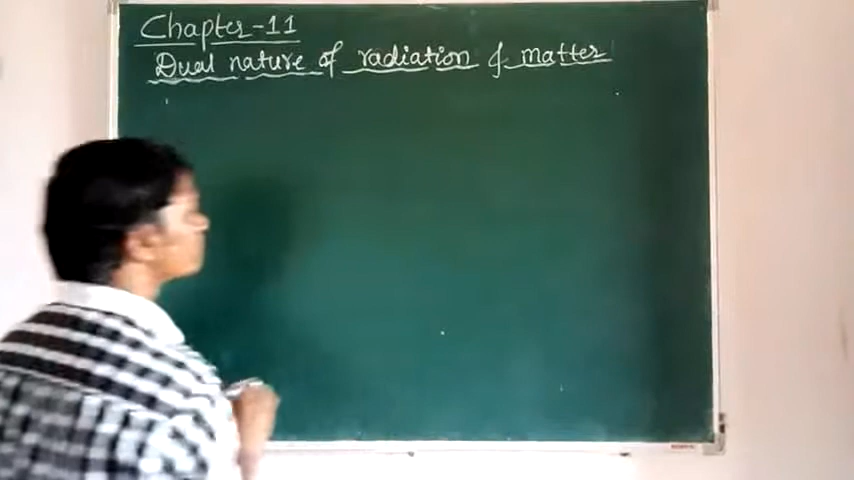 Chapter-11
Dual nature of radiation & matter